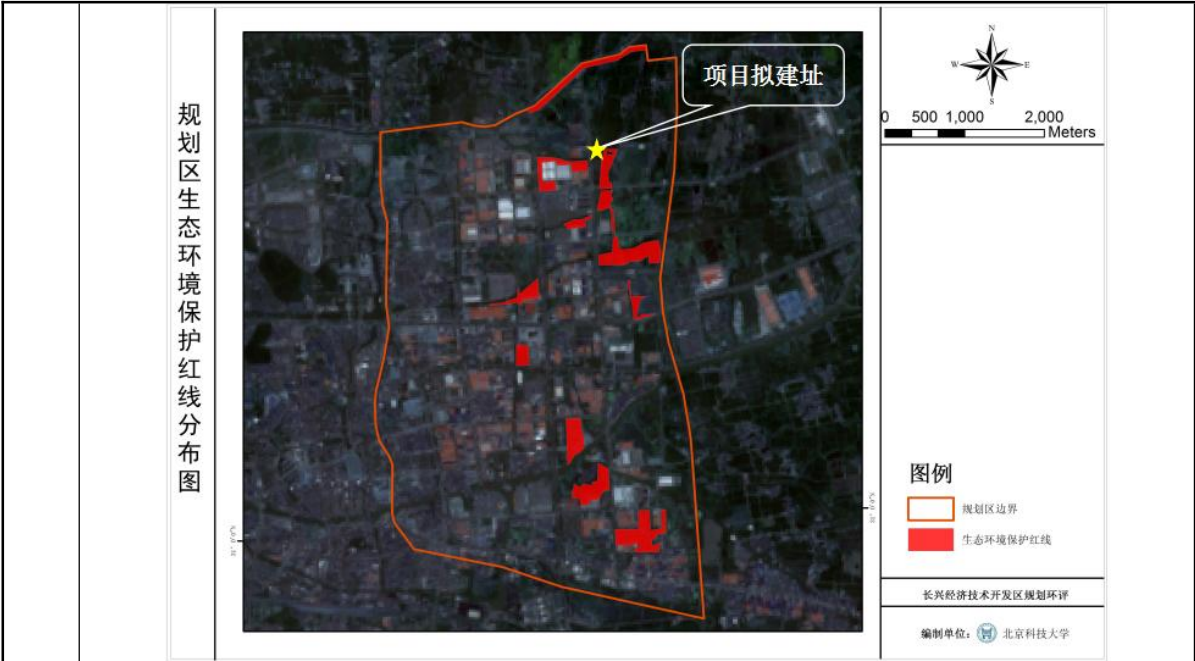 规划区生态环境保护红线分布图
项目拟建址
N
W
E
S
0 500 1,000 2,000
Meters
图例
规划区边界
生态环境保护红线
长兴经济技术开发区规划环评
编制单位： 北京科技大学